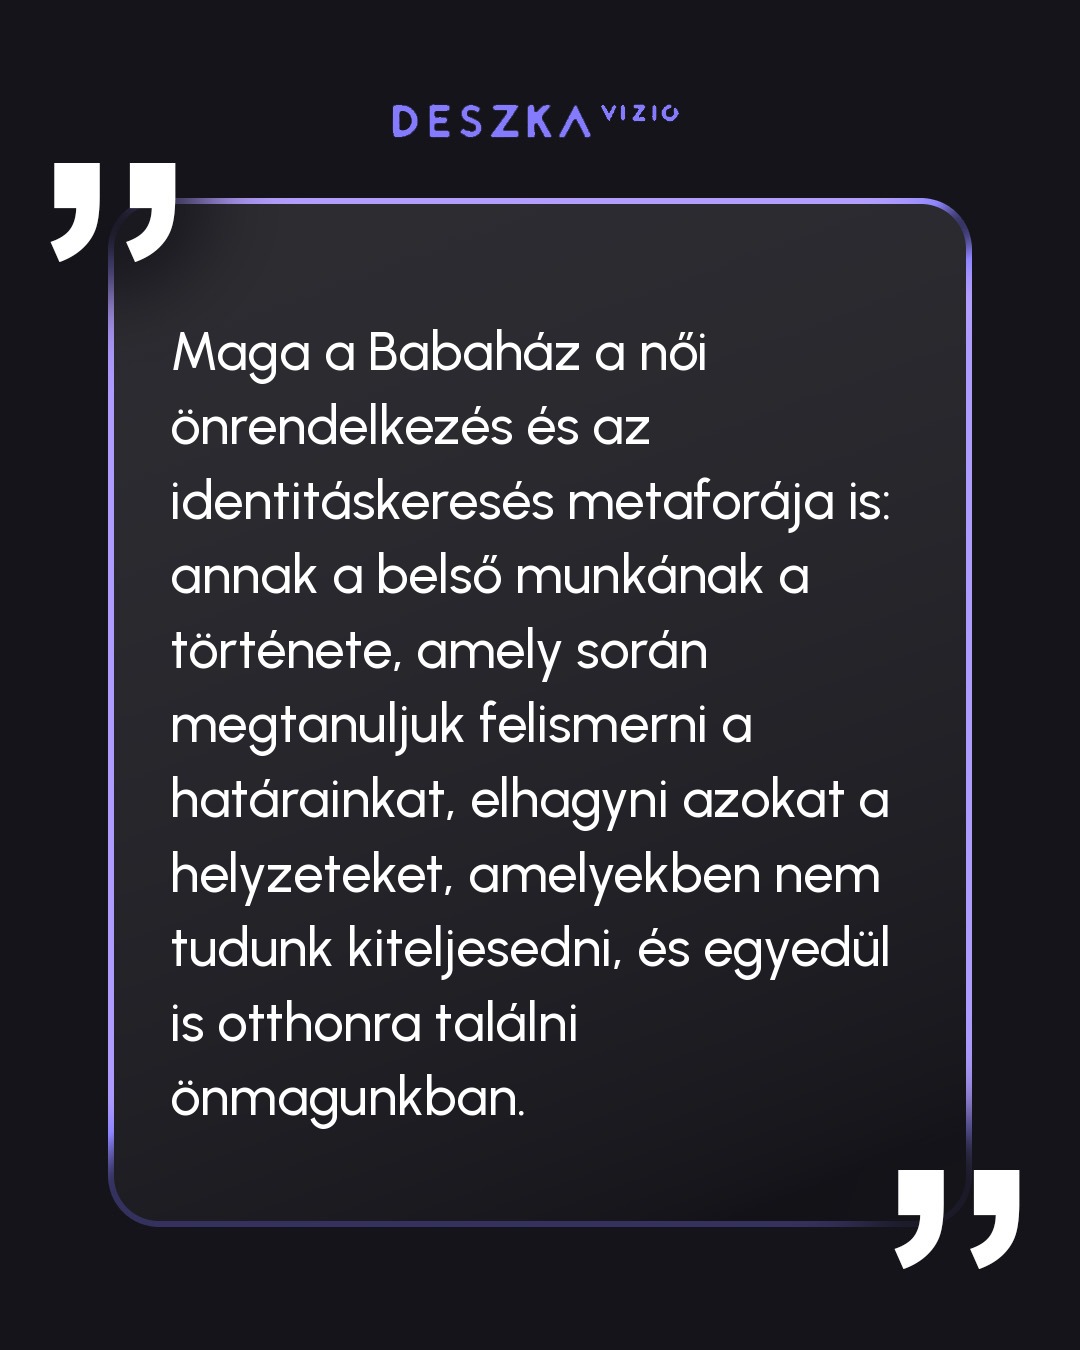 DESZKA VIZIO
”
Maga a Babaház a női
önrendelkezés és az
identitáskeresés metaforája is:
annak a belső munkának a
története, amely során
megtanuljuk felismerni a
határainkat, elhagyni azokat a
helyzeteket, amelyekben nem
tudunk kiteljesedni, és egyedül
is otthonra találni
önmagunkban.
”